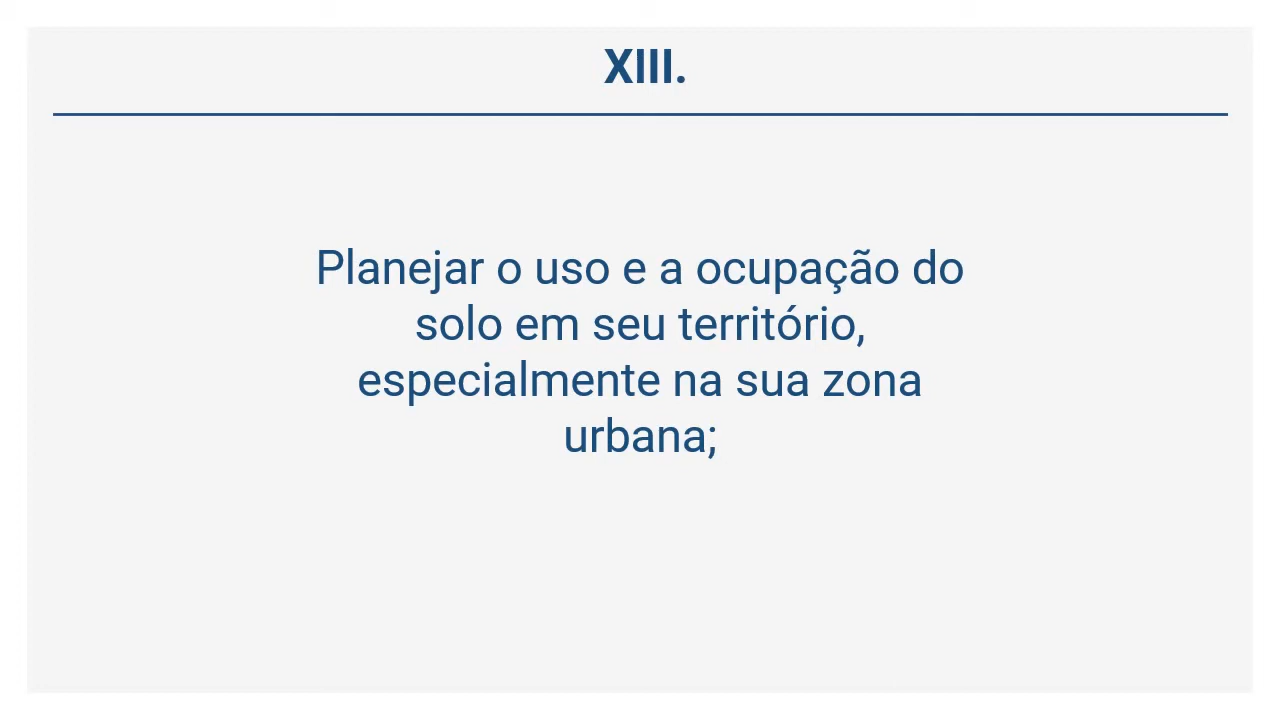 XIII.
Planejar o uso e a ocupação do
solo em seu território,
especialmente na sua zona
urbana;